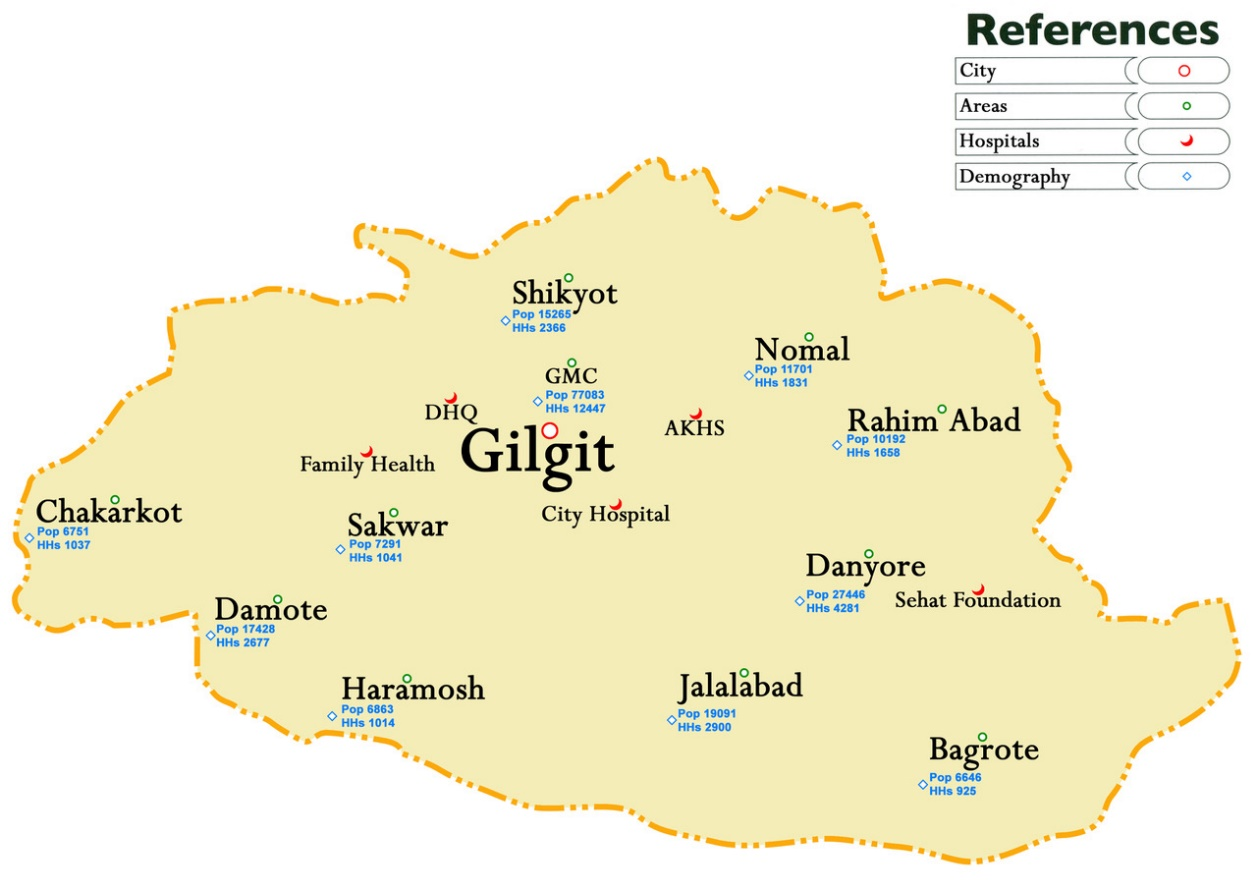 References
City
Areas
Hospitals
Demography
Shikyot
Pop 15265
HHs 2366
Nomal
Pop 11701
HHs 1831
GMC
Pop 77083
HHs 12447
DHQ
AKHS
Rahim Abad
Pop 10192
HHs 1658
Gilgit
Family Health
Chakarkot
Pop 6751
HHs 1037
Sakwar
Pop 7291
HHs 1041
City Hospital
Danyore
Pop 27446
HHs 4281
Sehat Foundation
Damote
Pop 17428
HHs 2677
Haramosh
Pop 6863
HHs 1014
Jalalabad
Pop 19091
HHs 2900
Bagrote
Pop 6646
HHs 925